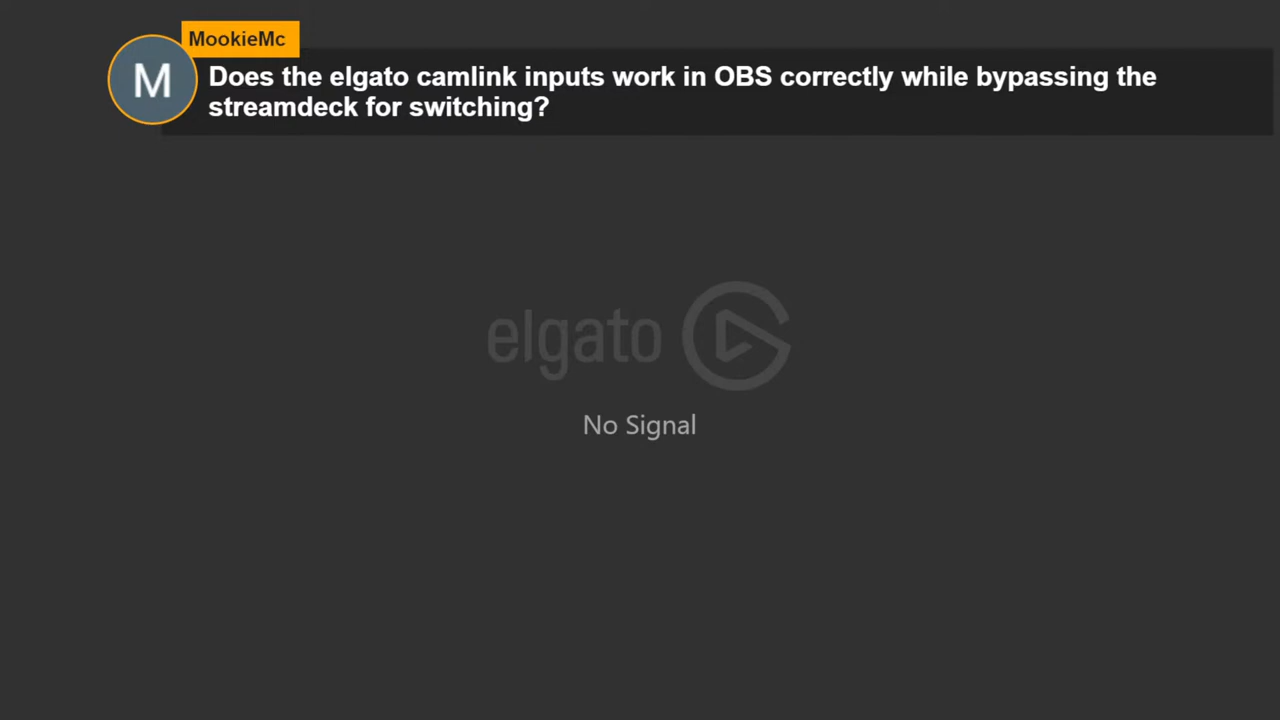 MookieMc
M
Does the elgato camlink inputs work in OBS correctly while bypassing the
streamdeck for switching?
elgato
No Signal